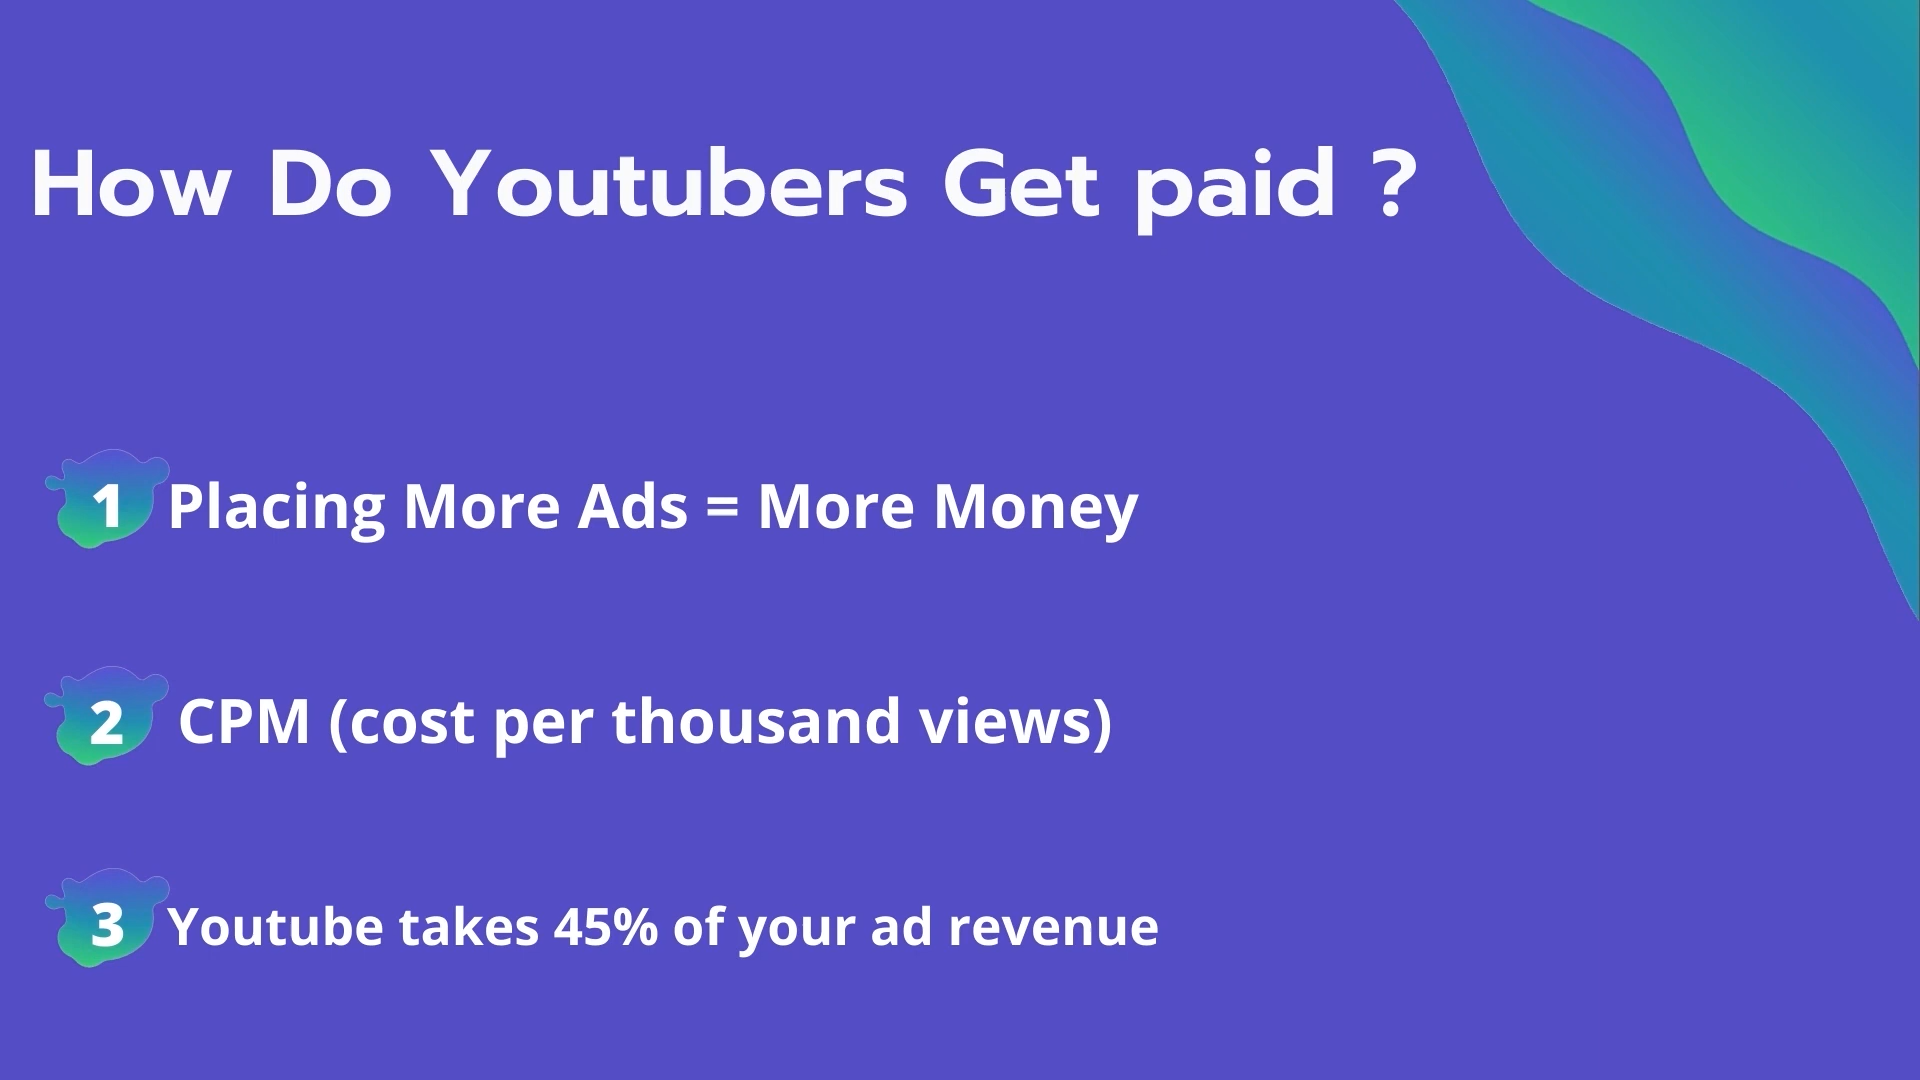 How Do Youtubers Get paid ?
1 Placing More Ads = More Money
2 CPM (cost per thousand views)
3 Youtube takes 45% of your ad revenue